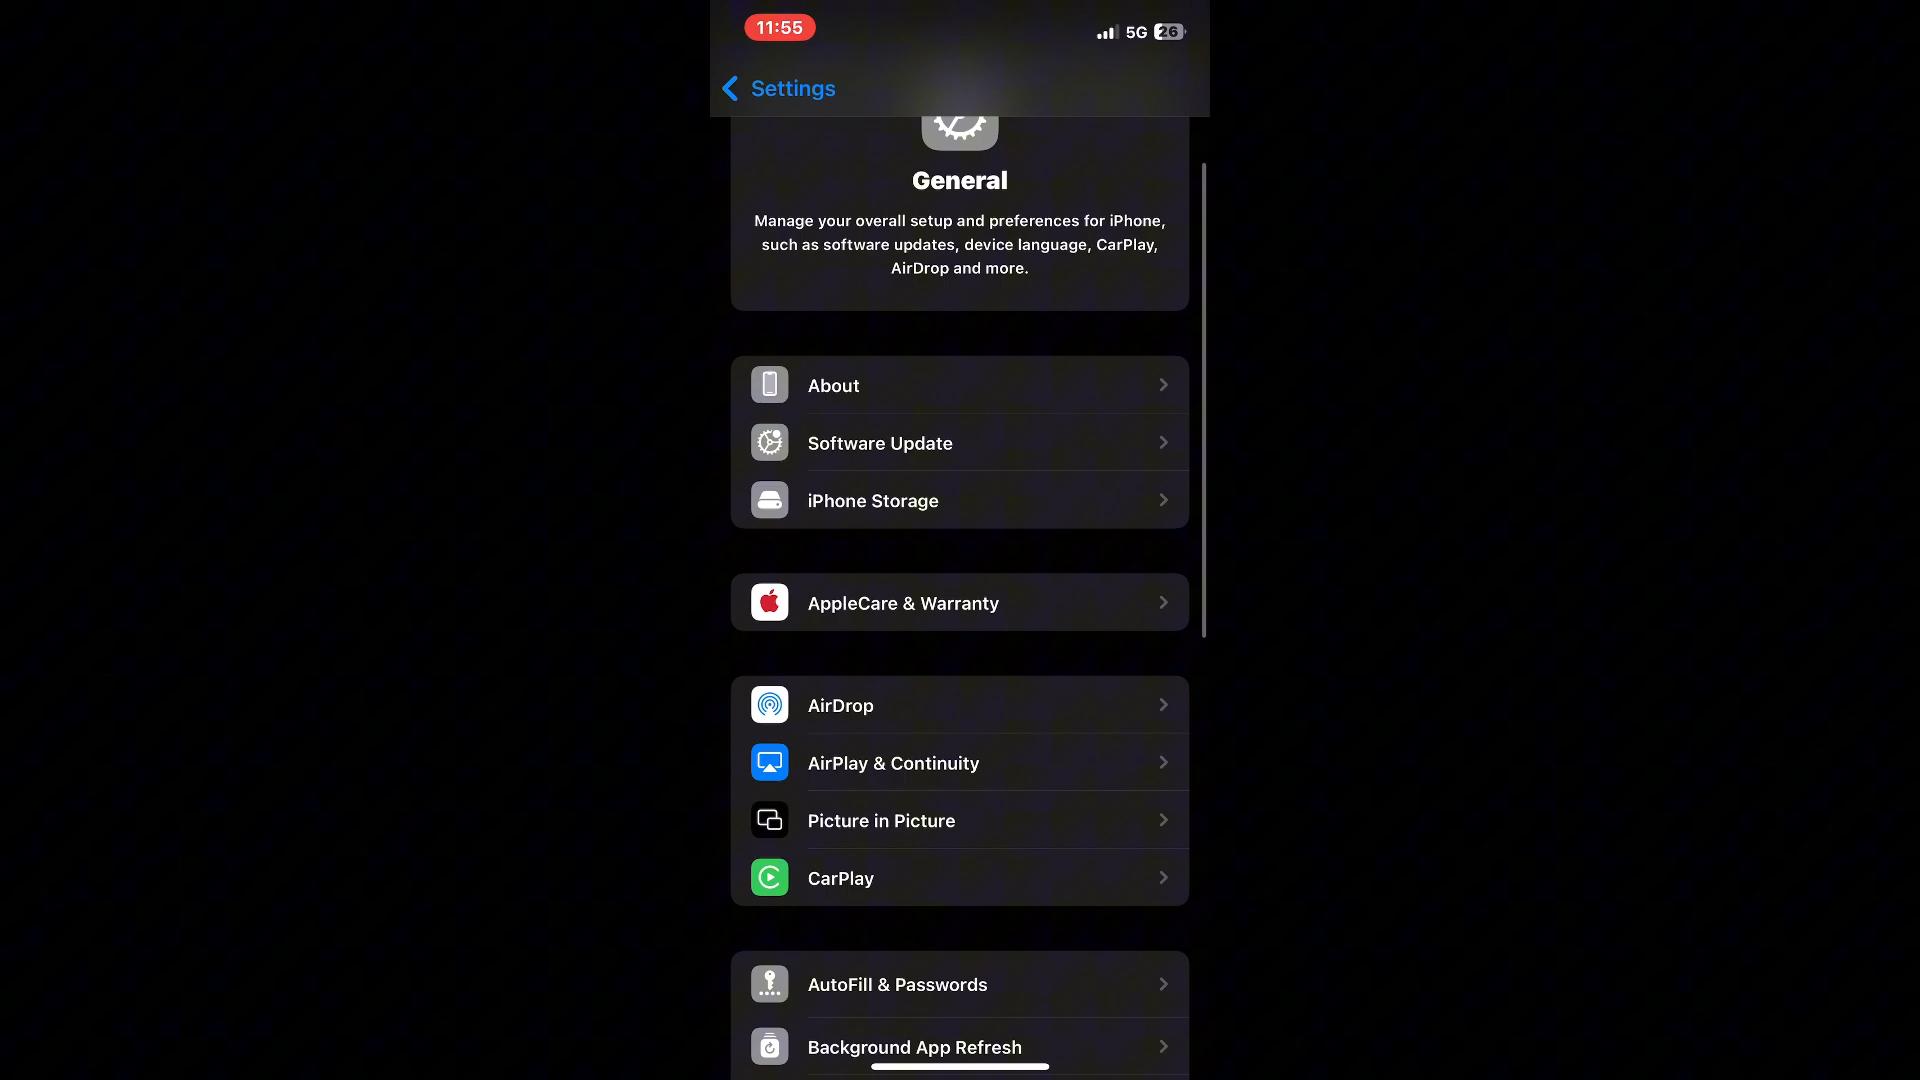 11:55
5G 26
Settings
General
Manage your overall setup and preferences for iPhone,
such as software updates, device language, CarPlay,
AirDrop and more.
About
Software Update
iPhone Storage
AppleCare & Warranty
AirDrop
AirPlay & Continuity
Picture in Picture
CarPlay
AutoFill & Passwords
Background App Refresh